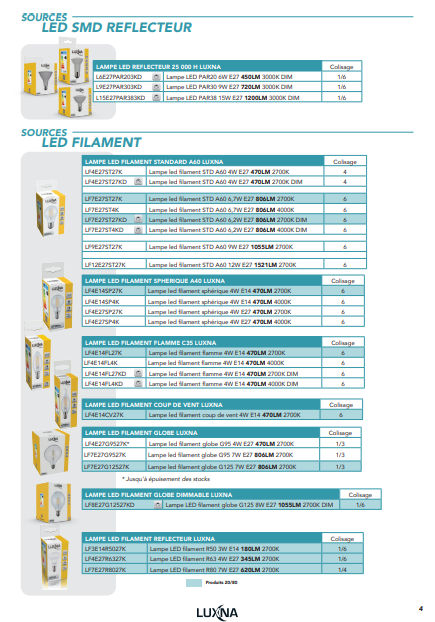 SOURCES
LED SMD REFLECTEUR
LAMPE LED REFLECTEUR 25 000 H LUXNA Colisage
L6E27PAR203KD Lampe LED PAR20 6W E27 450LM 3000K DIM 1/6
L9E27PAR303KD Lampe LED PAR30 9W E27 720LM 3000K DIM 1/6
L15E27PAR383KD Lampe LED PAR38 15W E27 1200LM 3000K DIM 1/6
SOURCES
LED FILAMENT
LAMPE LED FILAMENT STANDARD A60 LUXNA Colisage
LF4E27ST27K Lampe led filament STD A60 4W E27 470LM 2700K 4
LF4E27ST27KD Lampe led filament STD A60 4W E27 470LM 2700K DIM 4
LF7E27ST27K Lampe led filament STD A60 6,7W E27 806LM 2700K 6
LF7E27ST4K Lampe led filament STD A60 6,7W E27 806LM 4000K 6
LF7E27ST27KD Lampe led filament STD A60 6,2W E27 806LM 2700K DIM 6
LF7E27ST4KD Lampe led filament STD A60 6,2W E27 806LM 4000K DIM 6
LF9E27ST27K Lampe led filament STD A60 9W E27 1055LM 2700K 6
LF12E27ST27K Lampe led filament STD A60 12W E27 1521LM 2700K 6
LAMPE LED FILAMENT SPHERIQUE A40 LUXNA Colisage
LF4E14SP27K Lampe led filament sphérique 4W E14 470LM 2700K 6
LF4E14SP4K Lampe led filament sphérique 4W E14 470LM 4000K 6
LF4E27SP27K Lampe led filament sphérique 4W E27 470LM 2700K 6
LF4E27SP4K Lampe led filament sphérique 4W E27 470LM 4000K 6
LAMPE LED FILAMENT FLAMME C35 LUXNA Colisage
LF4E14FL27K Lampe led filament flamme 4W E14 470LM 2700K 6
LF4E14FL4K Lampe led filament flamme 4W E14 470LM 4000K 6
LF4E14FL27KD Lampe led filament flamme 4W E14 470LM 2700K DIM 6
LF4E14FL4KD Lampe led filament flamme 4W E14 470LM 4000K DIM 6
LAMPE LED FILAMENT COUP DE VENT LUXNA Colisage
LF4E14CV27K Lampe led filament coup de vent 4W E14 470LM 2700K 6
LAMPE LED FILAMENT GLOBE LUXNA Colisage
LF4E27G9527K* Lampe led filament globe G95 4W E27 470LM 2700K 1/3
LF7E27G9527K Lampe led filament globe G95 7W E27 806LM 2700K 1/3
LF7E27G12527K Lampe led filament globe G125 7W E27 806LM 2700K 1/3
* Jusqu'à épuisement des stocks
LAMPE LED FILAMENT GLOBE DIMMABLE LUXNA Colisage
LF8E27G12527KD Lampe LED filament globe G125 8W E27 1055LM 2700K DIM 1/6
LAMPE LED FILAMENT REFLECTEUR LUXNA Colisage
LF3E14R5027K Lampe LED filament R50 3W E14 180LM 2700K 1/6
LF4E27R6327K Lampe LED filament R63 4W E27 345LM 2700K 1/6
LF7E27R8027K Lampe LED filament R80 7W E27 620LM 2700K 1/4
Produits 20/80
LUXNA
4